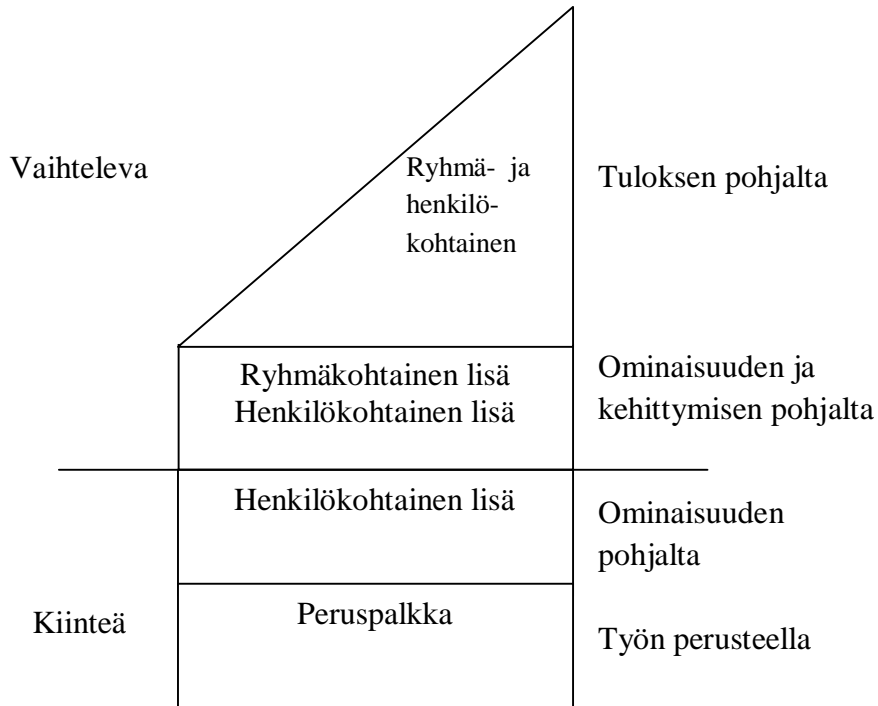 Vaihteleva
Ryhmä- ja
henkilö-
kohtainen
Tuloksen pohjalta
Ryhmäkohtainen lisä
Henkilökohtainen lisä
Ominaisuuden ja
kehittymisen pohjalta
Henkilökohtainen lisä
Ominaisuuden
pohjalta
Kiinteä
Peruspalkka
Työn perusteella